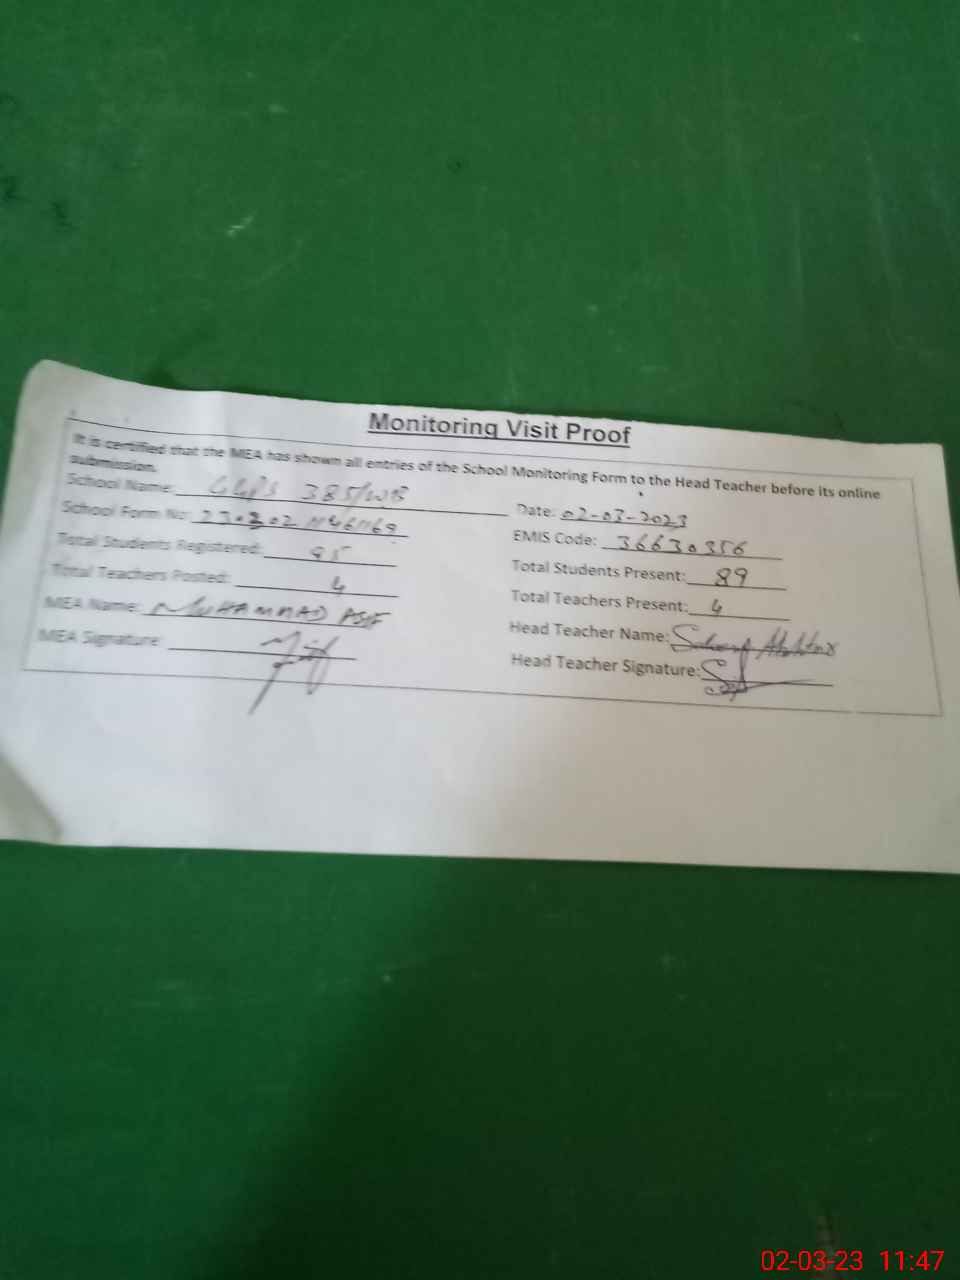 Monitoring Visit Proof
It is certified that the MEA has shown all entries of the School Monitoring Form to the Head Teacher before its online
submission.
School Name: GGPS 385/WB
Date: 02-03-2023
School Form No:
EMIS Code: 36630356
Total Students Registered: 95
Total Students Present: 89
Total Teachers Posted: 4
Total Teachers Present: 4
MEA Name: MUHAMMAD ASIF
Head Teacher Name:
MEA Signature
Head Teacher Signature:
02-03-23 11:47